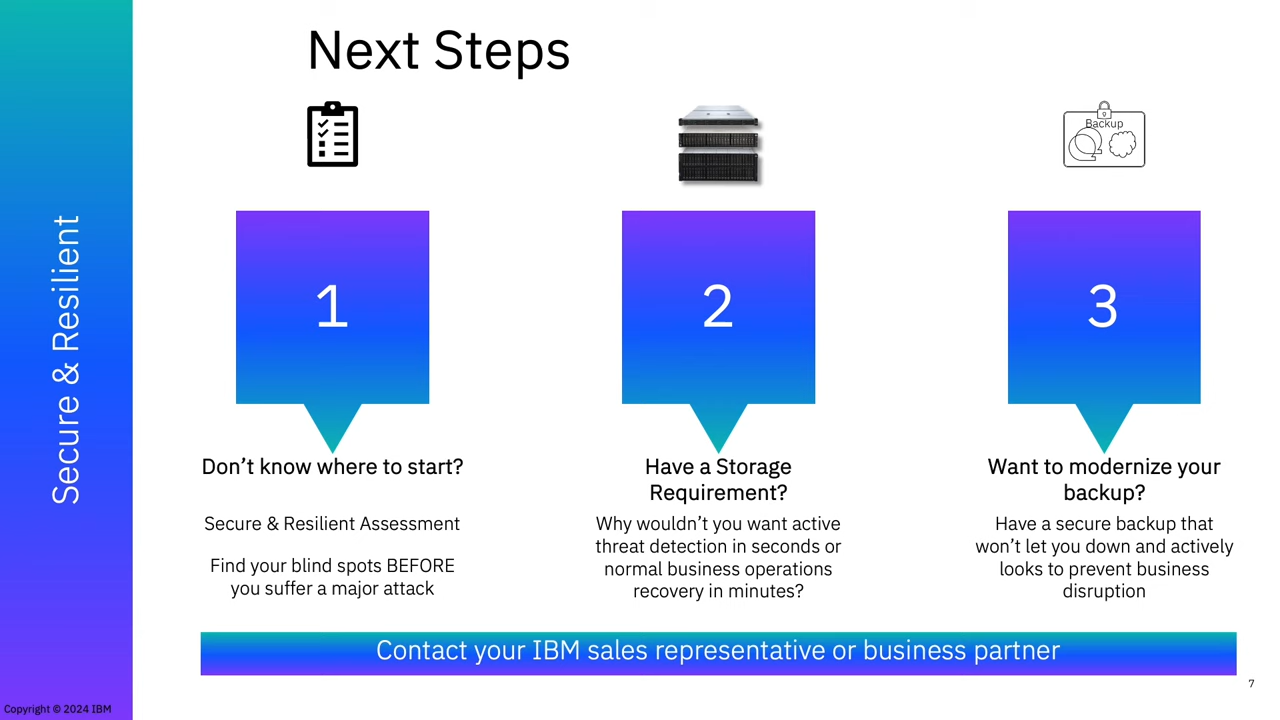 Next Steps
Secure & Resilient
Backup
1
2
3
Don’t know where to start?
Secure & Resilient Assessment
Find your blind spots BEFORE
you suffer a major attack
Have a Storage
Requirement?
Why wouldn’t you want active
threat detection in seconds or
normal business operations
recovery in minutes?
Want to modernize your
backup?
Have a secure backup that
won’t let you down and actively
looks to prevent business
disruption
Contact your IBM sales representative or business partner
7
Copyright © 2024 IBM